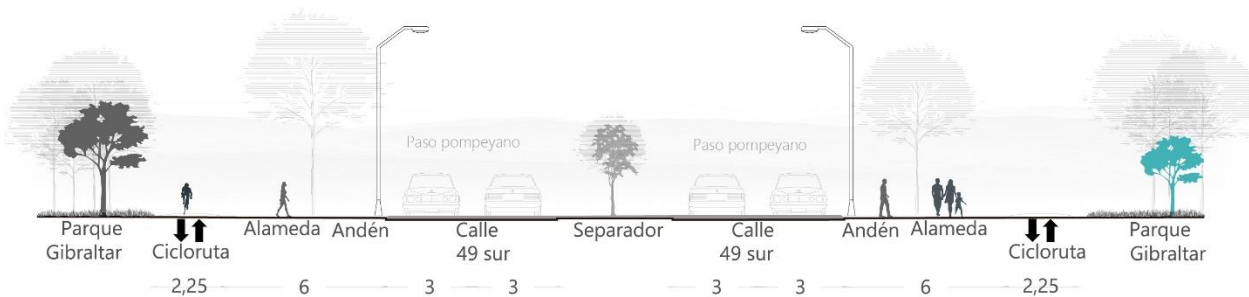 Paso pompeyano Paso pompeyano
Parque Cicloruta Alameda Andén Calle Separador Calle Andén Alameda Cicloruta Parque
Gibraltar 49 sur 49 sur Gibraltar
2,25 6 3 3 3 3 6 2,25